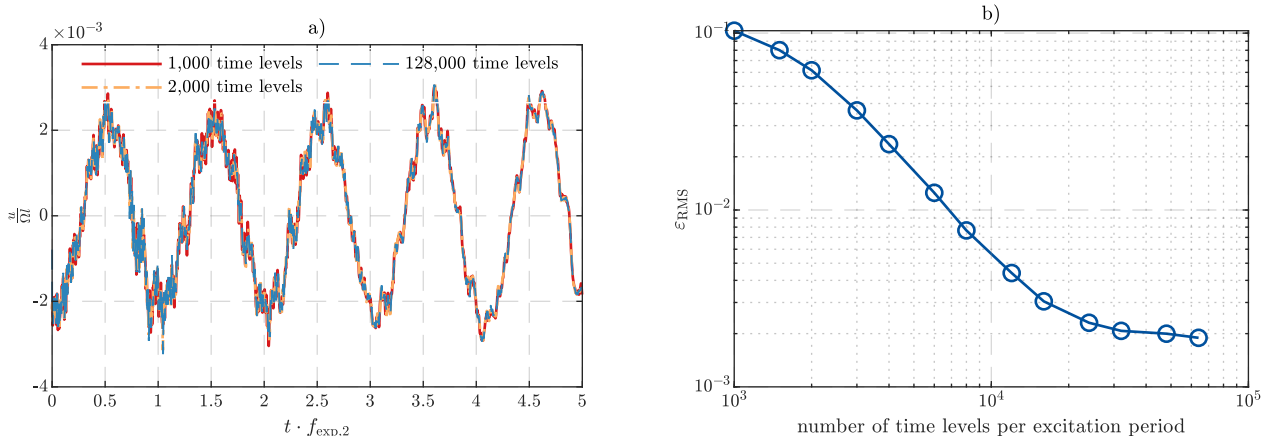 a)
×10⁻³
1,000 time levels
2,000 time levels
128,000 time levels
4
2
0
-2
-4
u/Ωl
0 0.5 1 1.5 2 2.5 3 3.5 4 4.5 5
t · f_exp,2
b)
10⁻¹
10⁻²
10⁻³
ε_RMS
10³ 10⁴ 10⁵
number of time levels per excitation period